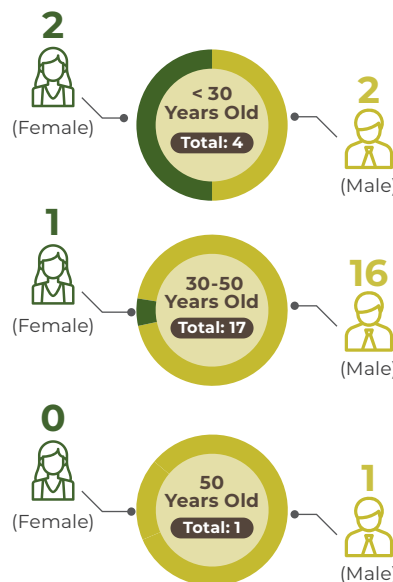 2
(Female)
< 30
Years Old
Total: 4
2
(Male)
1
(Female)
30-50
Years Old
Total: 17
16
(Male)
0
(Female)
50
Years Old
Total: 1
1
(Male)